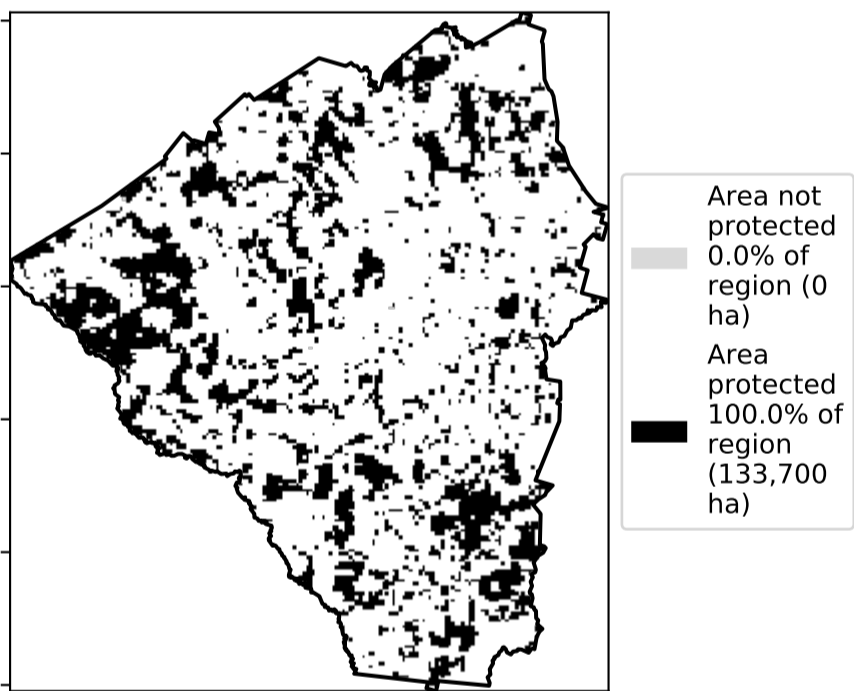 Area not
protected
0.0% of
region (0
ha)
Area
protected
100.0% of
region
(133,700
ha)